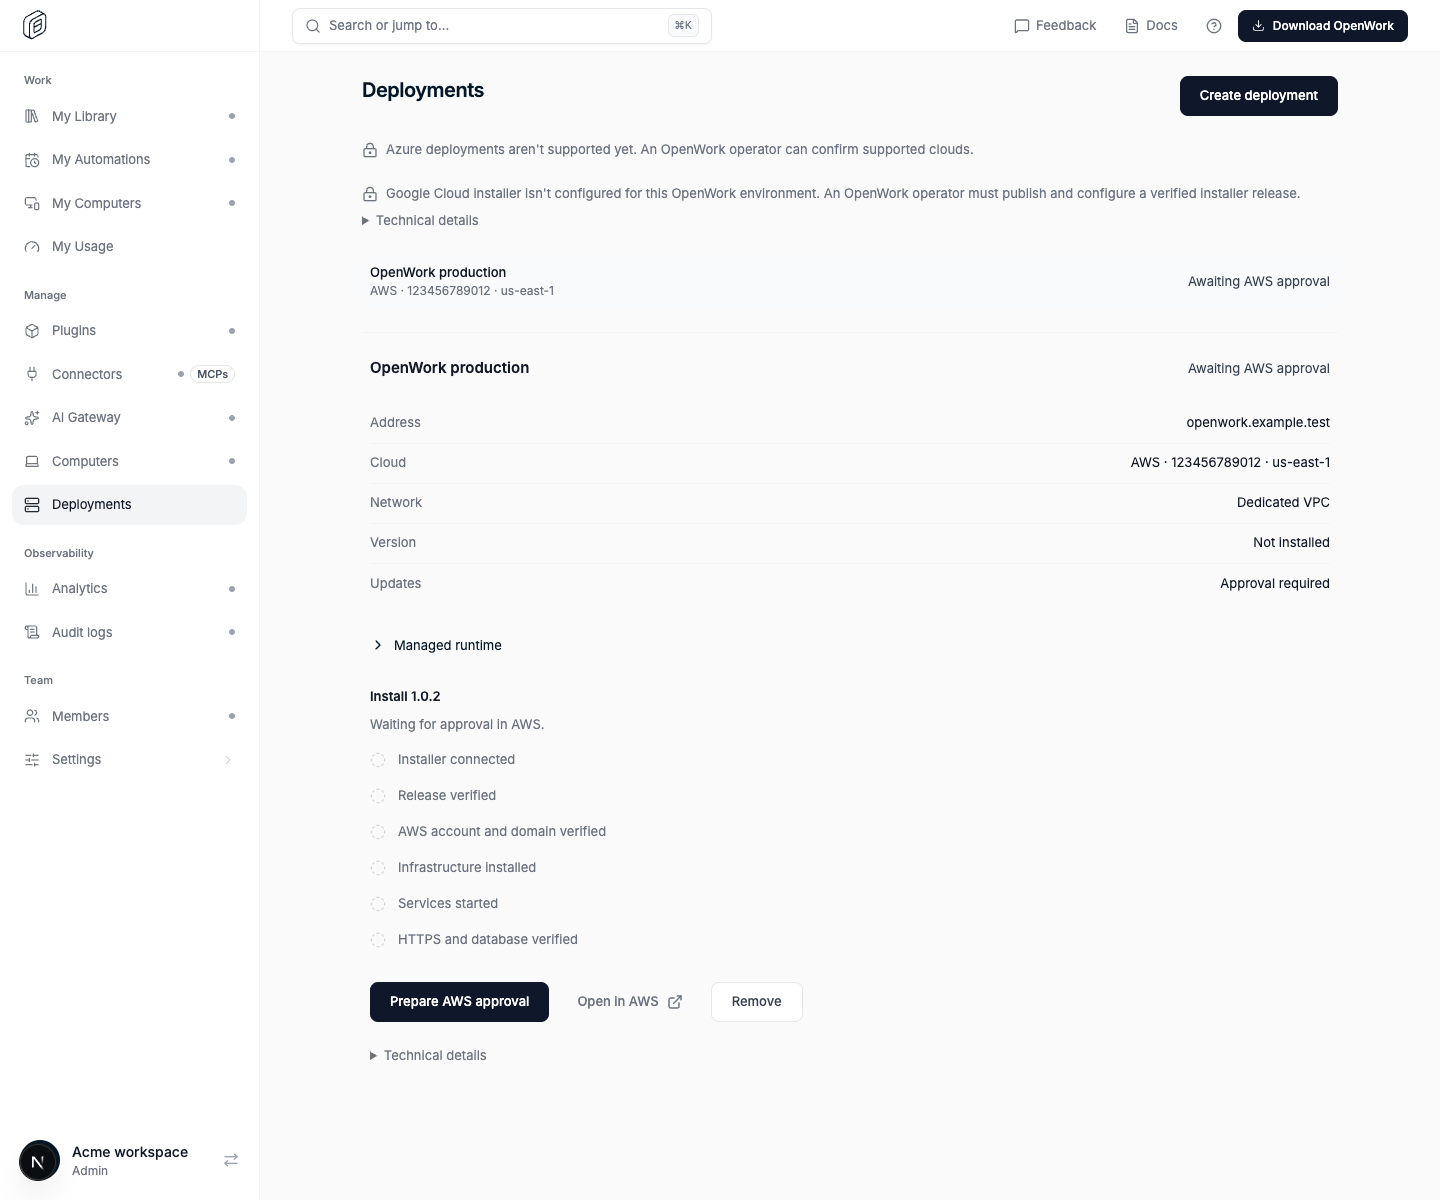 Search or jump to...
⌘K
Feedback
Docs
Download OpenWork
Work
My Library
My Automations
My Computers
My Usage
Manage
Plugins
Connectors
MCPs
AI Gateway
Computers
Deployments
Observability
Analytics
Audit logs
Team
Members
Settings
N
Acme workspace
Admin
Deployments
Create deployment
Azure deployments aren't supported yet. An OpenWork operator can confirm supported clouds.
Google Cloud installer isn't configured for this OpenWork environment. An OpenWork operator must publish and configure a verified installer release.
Technical details
OpenWork production
AWS · 123456789012 · us-east-1
Awaiting AWS approval
OpenWork production
Awaiting AWS approval
Address
openwork.example.test
Cloud
AWS · 123456789012 · us-east-1
Network
Dedicated VPC
Version
Not installed
Updates
Approval required
Managed runtime
Install 1.0.2
Waiting for approval in AWS.
Installer connected
Release verified
AWS account and domain verified
Infrastructure installed
Services started
HTTPS and database verified
Prepare AWS approval
Open in AWS
Remove
Technical details